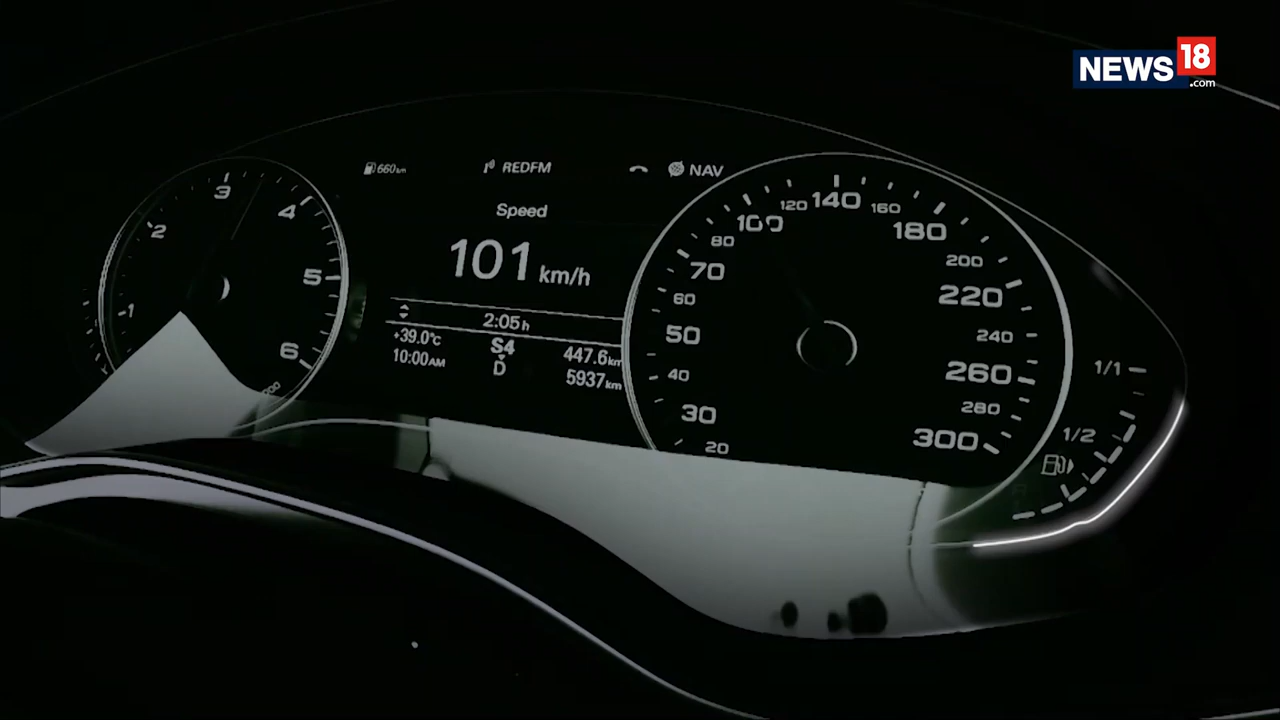 NEWS 18
.com
660km
REDFM
NAV
Speed
101 km/h
2:05h
+39.0°C
S4
447.6km
10:00AM
D
5937km
1
2
3
4
5
6
20
30
40
50
60
70
80
100
120
140
160
180
200
220
240
260
280
300
1/1
1/2